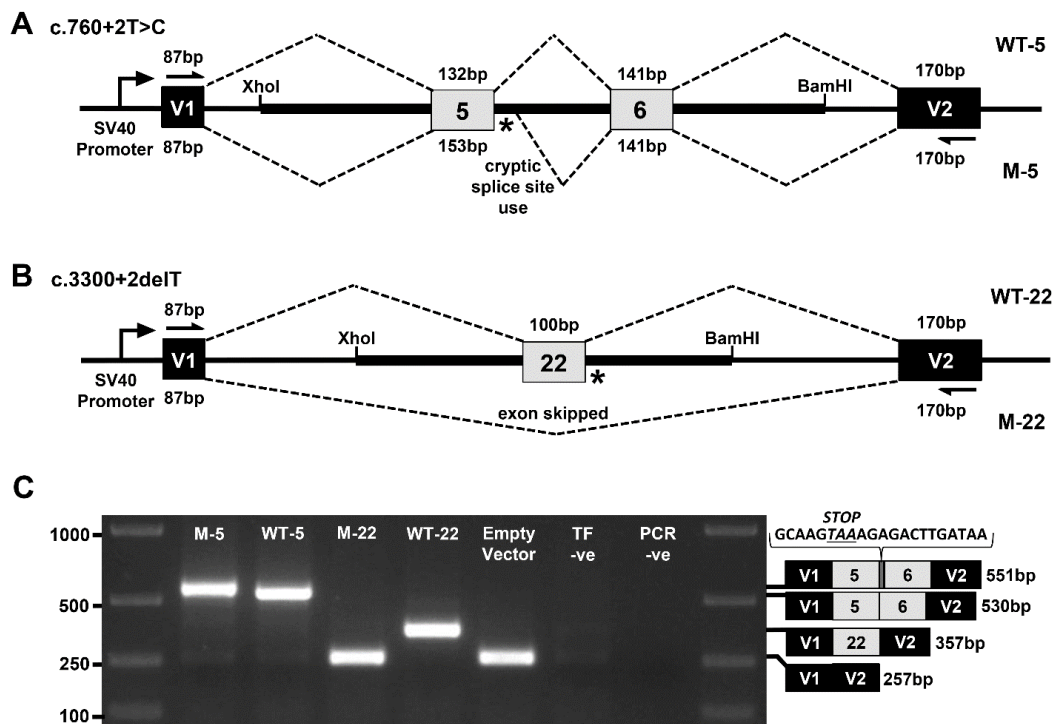 A
c.760+2T>C
WT-5
87bp
132bp
141bp
170bp
XhoI
BamHI
V1
5
6
V2
*
SV40
Promoter
87bp
153bp
141bp
170bp
cryptic
splice site
use
M-5
B
c.3300+2delT
WT-22
87bp
100bp
170bp
XhoI
BamHI
V1
22
V2
*
SV40
Promoter
87bp
exon skipped
170bp
M-22
C
M-5
WT-5
M-22
WT-22
Empty
Vector
TF
-ve
PCR
-ve
1000
500
250
100
STOP
GCAAGTAAAGAGACTTGATAA
V1 5 6 V2 551bp
V1 5 6 V2 530bp
V1 22 V2 357bp
V1 V2 257bp